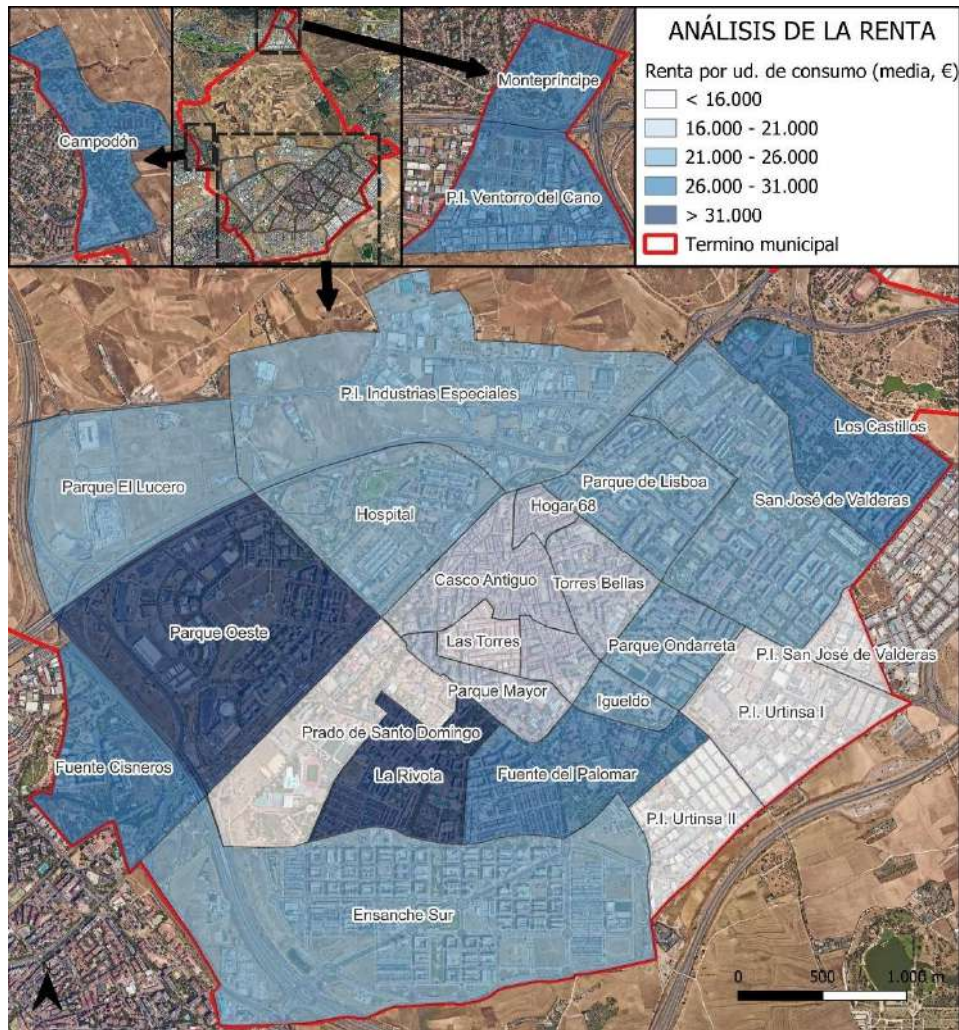 ANÁLISIS DE LA RENTA
Renta por ud. de consumo (media, €)
< 16.000
16.000 - 21.000
21.000 - 26.000
26.000 - 31.000
> 31.000
Termino municipal
Campodón
Montepríncipe
P.I. Ventorro del Cano
P.I. Industrias Especiales
Los Castillos
Parque El Lucero
Parque de Lisboa
San José de Valderas
Hospital
Hogar 68
Casco Antiguo
Torres Bellas
Parque Oeste
Las Torres
Parque Ondarreta
P.I. San José de Valderas
Parque Mayor
Igueldo
P.I. Urtinsa I
Prado de Santo Domingo
Fuente Cisneros
La Rivota
Fuente del Palomar
P.I. Urtinsa II
Ensanche Sur
0 500 1.000 m